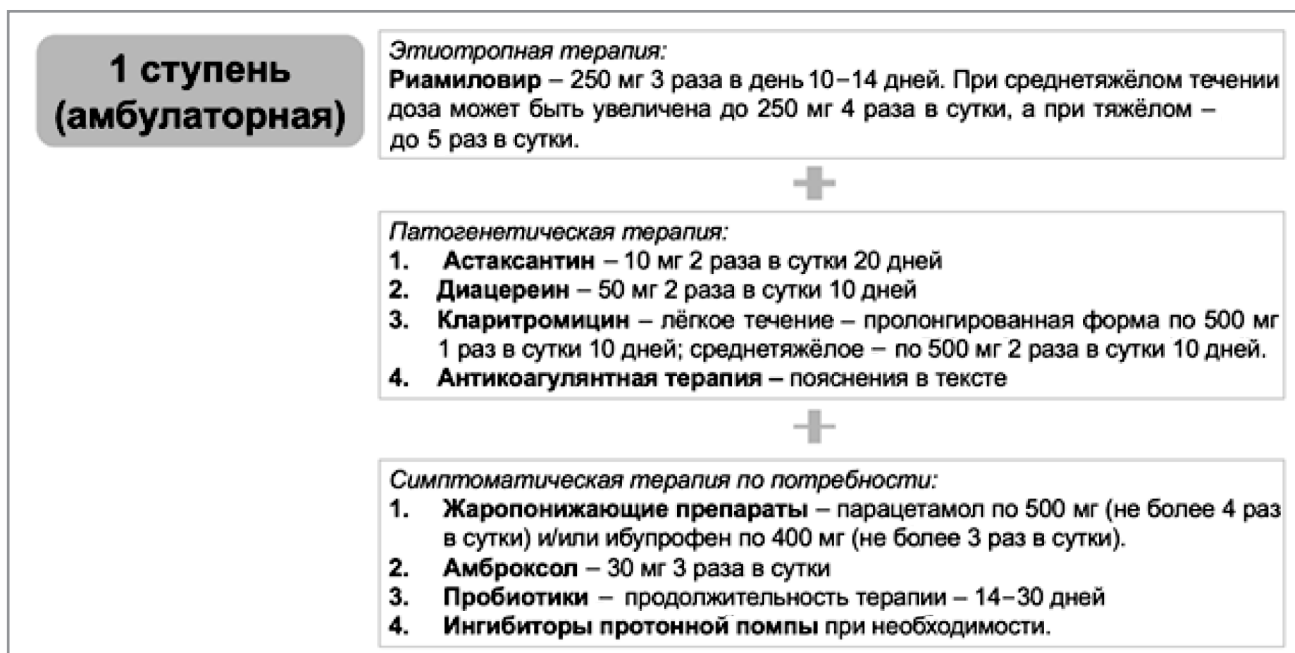 1 ступень
(амбулаторная)
Этиотропная терапия:
Риамиловир – 250 мг 3 раза в день 10–14 дней. При среднетяжёлом течении
доза может быть увеличена до 250 мг 4 раза в сутки, а при тяжёлом –
до 5 раз в сутки.
Патогенетическая терапия:
1. Астаксантин – 10 мг 2 раза в сутки 20 дней
2. Диацереин – 50 мг 2 раза в сутки 10 дней
3. Кларитромицин – лёгкое течение – пролонгированная форма по 500 мг
1 раз в сутки 10 дней; среднетяжёлое – по 500 мг 2 раза в сутки 10 дней.
4. Антикоагулянтная терапия – пояснения в тексте
Симптоматическая терапия по потребности:
1. Жаропонижающие препараты – парацетамол по 500 мг (не более 4 раз
в сутки) и/или ибупрофен по 400 мг (не более 3 раз в сутки).
2. Амброксол – 30 мг 3 раза в сутки
3. Пробиотики – продолжительность терапии – 14–30 дней
4. Ингибиторы протонной помпы при необходимости.